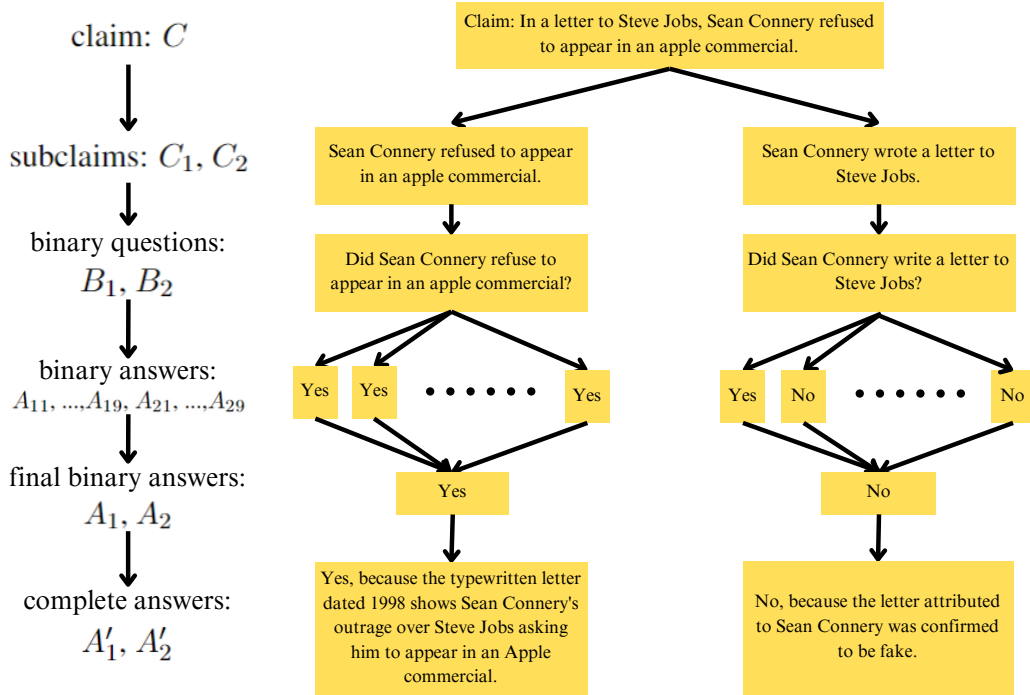 claim: C
Claim: In a letter to Steve Jobs, Sean Connery refused
to appear in an apple commercial.
subclaims: C₁, C₂
Sean Connery refused to appear
in an apple commercial.
Sean Connery wrote a letter to
Steve Jobs.
binary questions:
B₁, B₂
Did Sean Connery refuse to
appear in an apple commercial?
Did Sean Connery write a letter to
Steve Jobs?
binary answers:
A₁₁, ...,A₁₉, A₂₁, ...,A₂₉
Yes
Yes
......
Yes
Yes
No
......
No
final binary answers:
A₁, A₂
Yes
No
complete answers:
A′₁, A′₂
Yes, because the typewritten letter
dated 1998 shows Sean Connery's
outrage over Steve Jobs asking
him to appear in an Apple
commercial.
No, because the letter attributed
to Sean Connery was confirmed
to be fake.